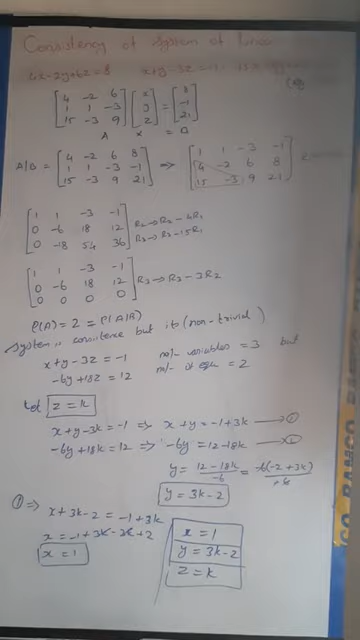 Consistency of system of linear
4x-2y+6z=8 x+y-3z=-1 15x
[4 -2 6] [x] [8]
[1 1 -3] [y] = [-1]
[15 -3 9] [z] [21]
A X = B
A|B = [4 -2 6 8] => [1 1 -3 -1]
[1 1 -3 -1] [4 -2 6 8]
[15 -3 9 21] [15 -3 9 21]
[1 1 -3 -1]
[0 -6 18 12] R2→R2-4R1
[0 -18 54 36] R3→R3-15R1
[1 1 -3 -1]
[0 -6 18 12] R3→R3-3R2
[0 0 0 0]
ρ(A)=2=ρ(A|B)
System is consistence but its (non-trivial)
x+y-3z=-1 no/- variables=3 but
-6y+18z=12 no/- it eqn = 2
let z=k
x+y-3k=-1 => x+y=-1+3k → ①
-6y+18k=12 => -6y=12-18k → ②
y = 12-18k / -6 = -6(-2+3k) / -6
y=3k-2
① => x+3k-2=-1+3k
x=-1+3k-3k+2
x=1
x=1
y=3k-2
z=k
RAMCO